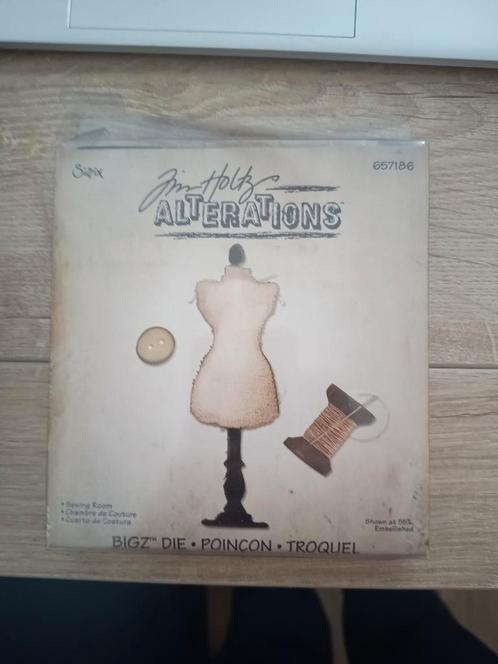 Sizzix
657186
Tim Holtz
ALTERATIONS™
• Sewing Room
• Chambre de Couture
• Cuarto de Costura
Shown at 55%
Embellished
BIGZ™ DIE • POINCON • TROQUEL